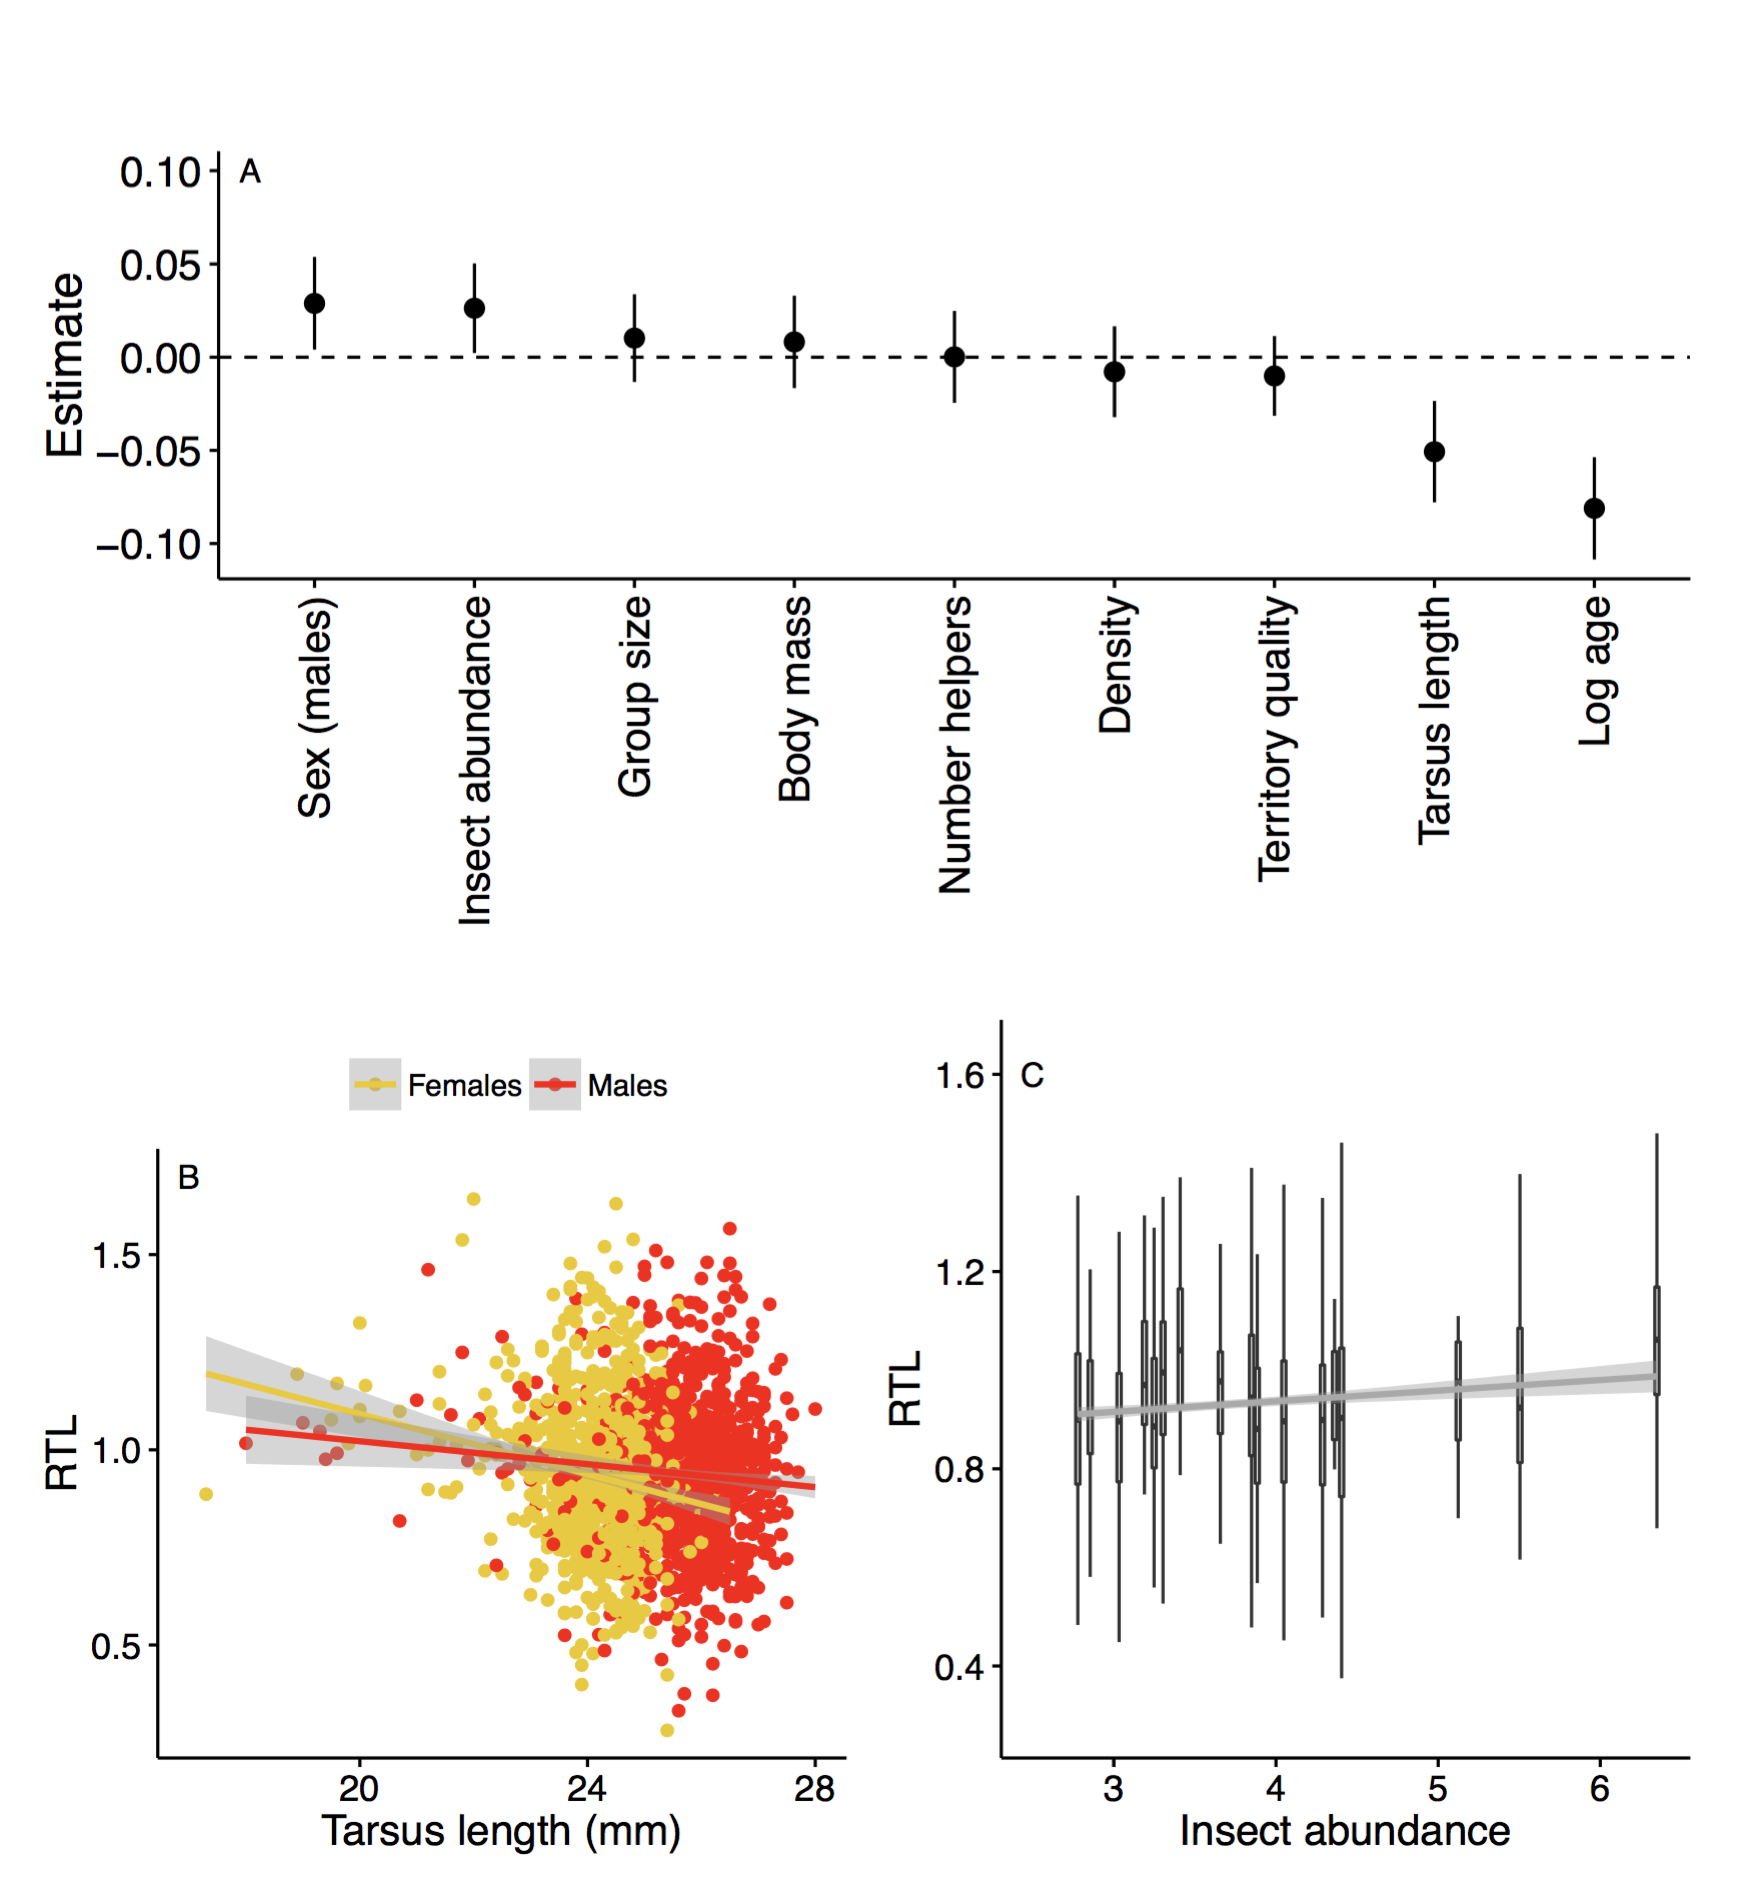 A
0.10
0.05
0.00
−0.05
−0.10
Estimate
Sex (males)
Insect abundance
Group size
Body mass
Number helpers
Density
Territory quality
Tarsus length
Log age
Females
Males
B
1.5
1.0
0.5
RTL
20
24
28
Tarsus length (mm)
C
1.6
1.2
0.8
0.4
RTL
3
4
5
6
Insect abundance